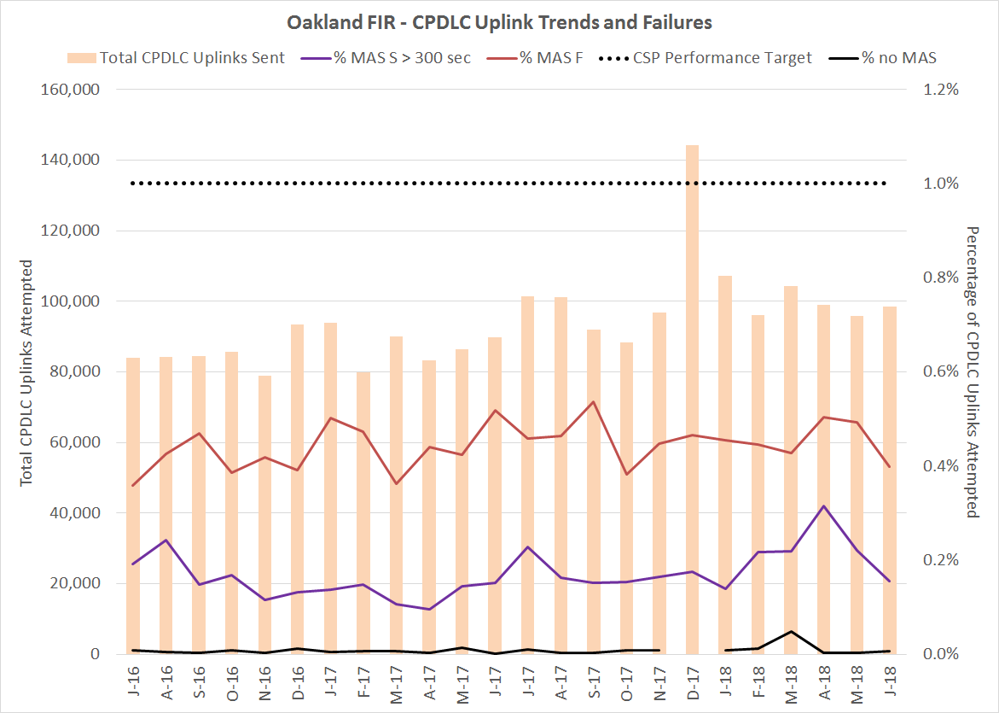 Oakland FIR - CPDLC Uplink Trends and Failures
Total CPDLC Uplinks Sent % MAS S > 300 sec % MAS F CSP Performance Target % no MAS
160,000 1.2%
140,000
1.0%
120,000
0.8%
100,000
80,000 0.6%
60,000
0.4%
40,000
0.2%
20,000
0 0.0%
Total CPDLC Uplinks Attempted
Percentage of CPDLC Uplinks Attempted
J-16 A-16 S-16 O-16 N-16 D-16 J-17 F-17 M-17 A-17 M-17 J-17 J-17 A-17 S-17 O-17 N-17 D-17 J-18 F-18 M-18 A-18 M-18 J-18